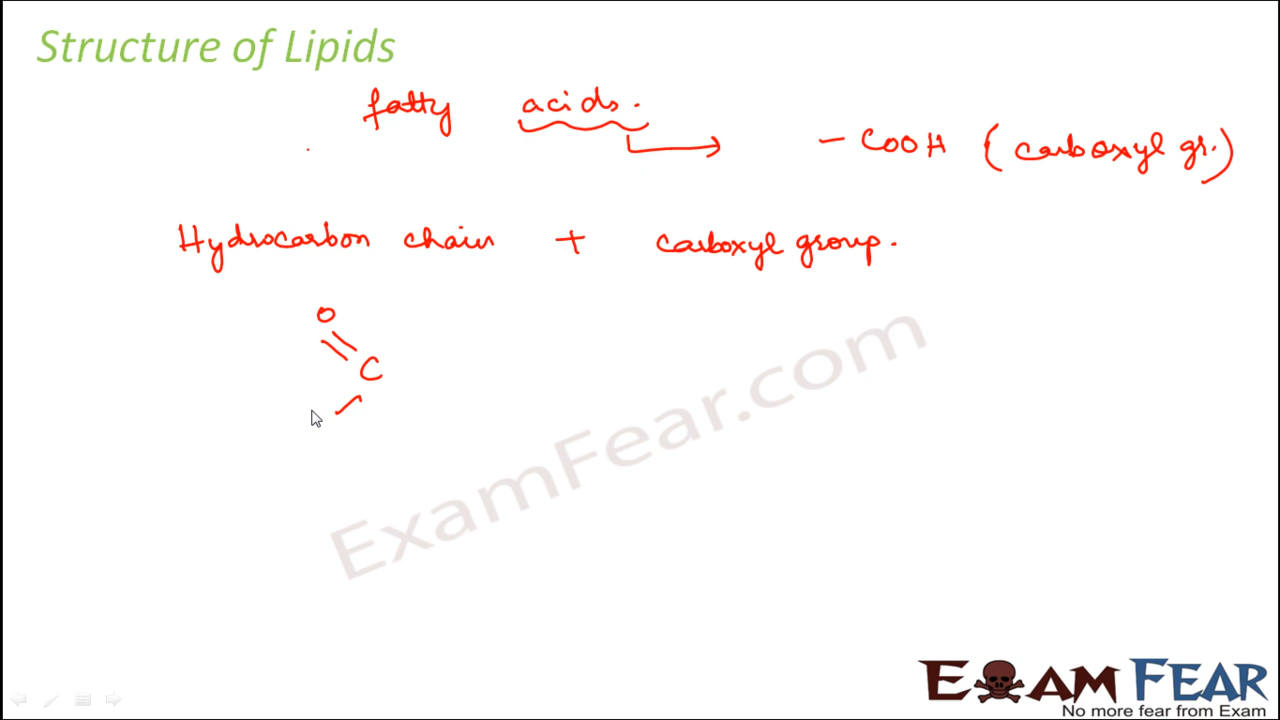 Structure of Lipids
fatty acids.
- COOH (carboxyl gr.)
Hydrocarbon chain + carboxyl group.
O
C
ExamFear.com
EXAM FEAR
No more fear from Exam